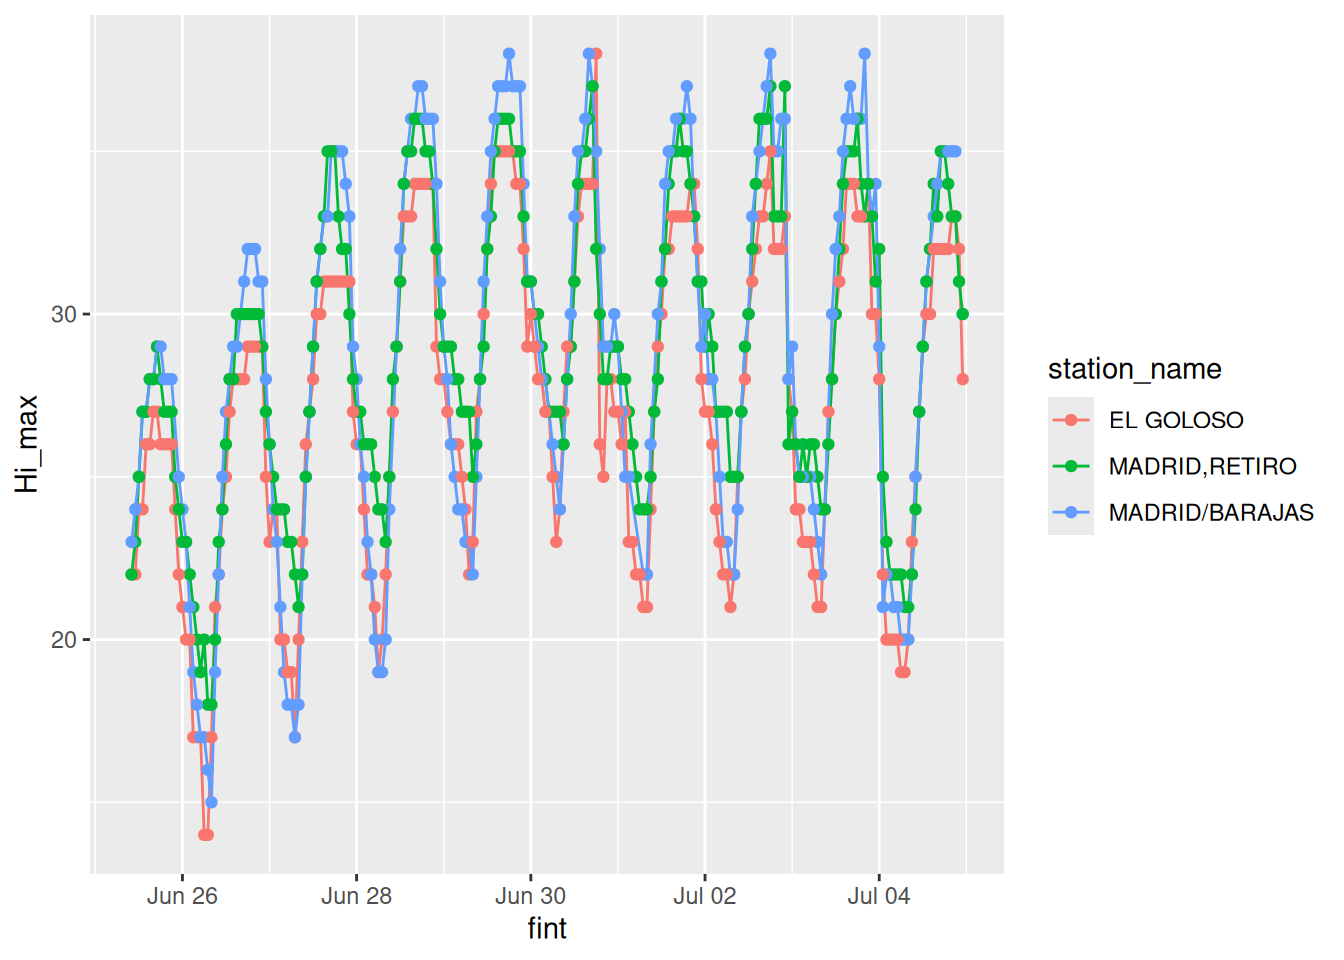 Hi_max
30
20
Jun 26
Jun 28
Jun 30
Jul 02
Jul 04
fint
station_name
EL GOLOSO
MADRID,RETIRO
MADRID/BARAJAS